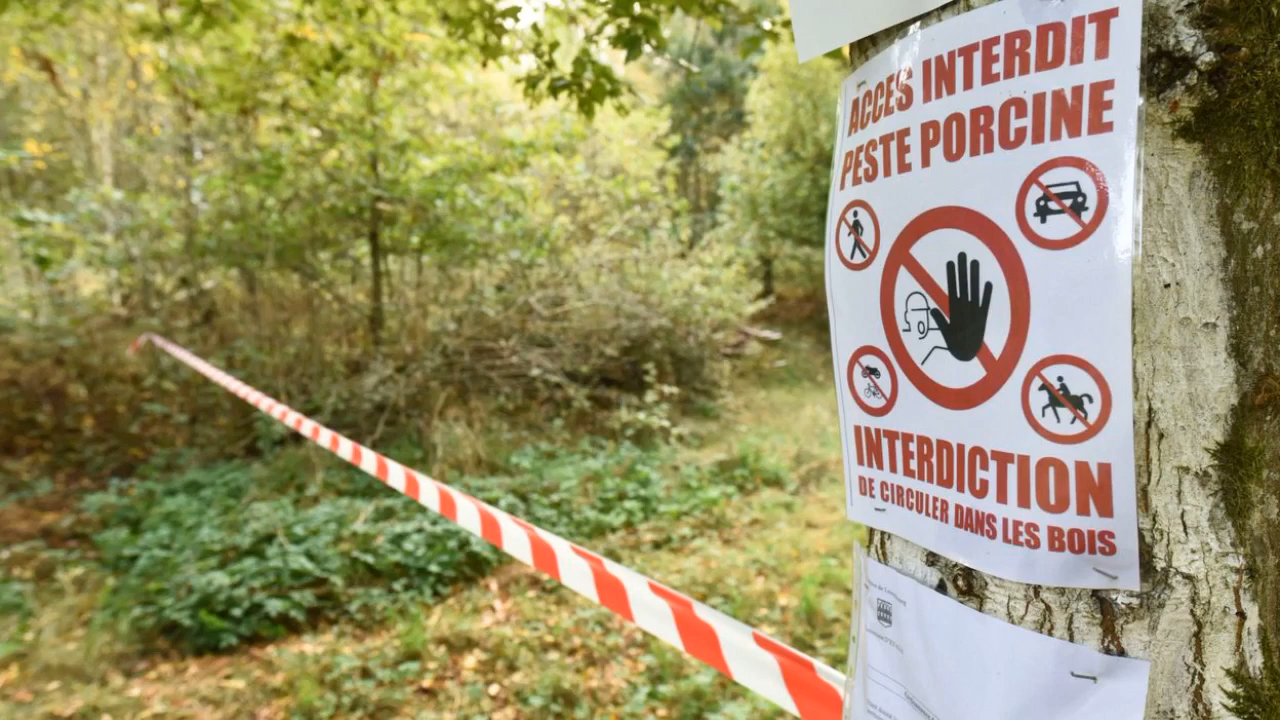 ACCES INTERDIT
PESTE PORCINE
INTERDICTION
DE CIRCULER DANS LES BOIS